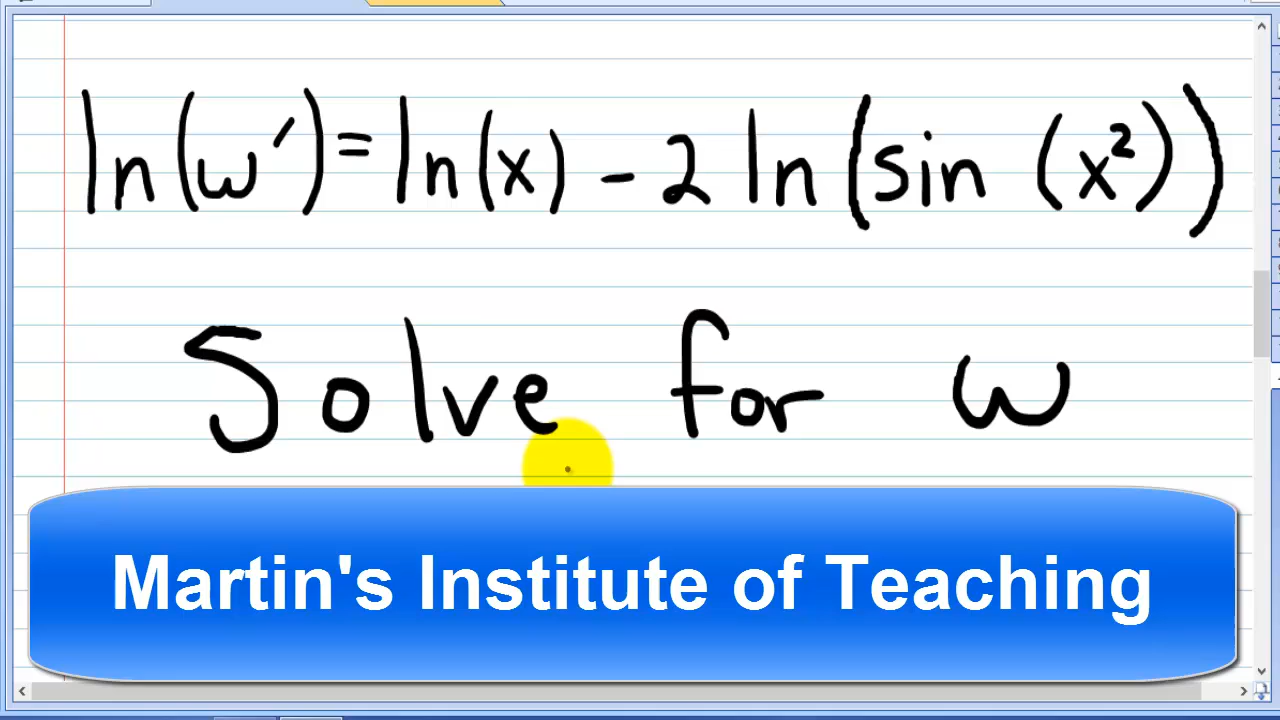 ln(w′) = ln(x) - 2 ln(sin (x²))
Solve for w
Martin's Institute of Teaching